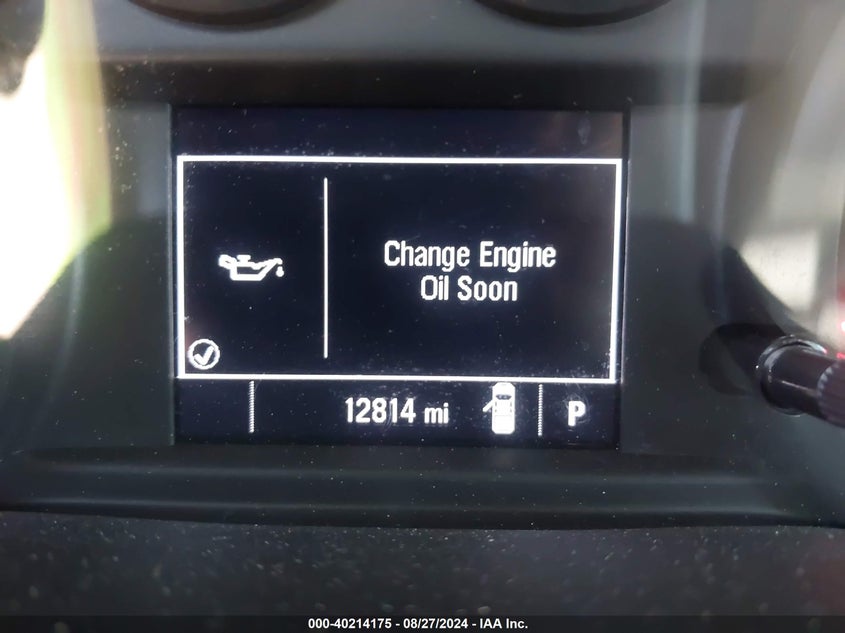 Change Engine
Oil Soon
12814 mi
P
000-40214175 - 08/27/2024 - IAA Inc.